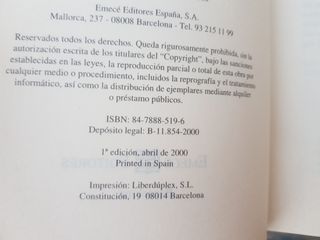 Emecé Editores España, S.A.
Mallorca, 237 - 08008 Barcelona - Tel. 93 215 11 99
Reservados todos los derechos. Queda rigurosamente prohibida, sin la
autorización escrita de los titulares del “Copyright”, bajo las sanciones
establecidas en las leyes, la reproducción parcial o total de esta obra por
cualquier medio o procedimiento, incluidos la reprografía y el tratamiento
informático, así como la distribución de ejemplares mediante alquiler
o préstamo públicos.
ISBN: 84-7888-519-6
Depósito legal: B-11.854-2000
1ª edición, abril de 2000
Printed in Spain
Impresión: Liberdúplex, S.L.
Constitución, 19 08014 Barcelona